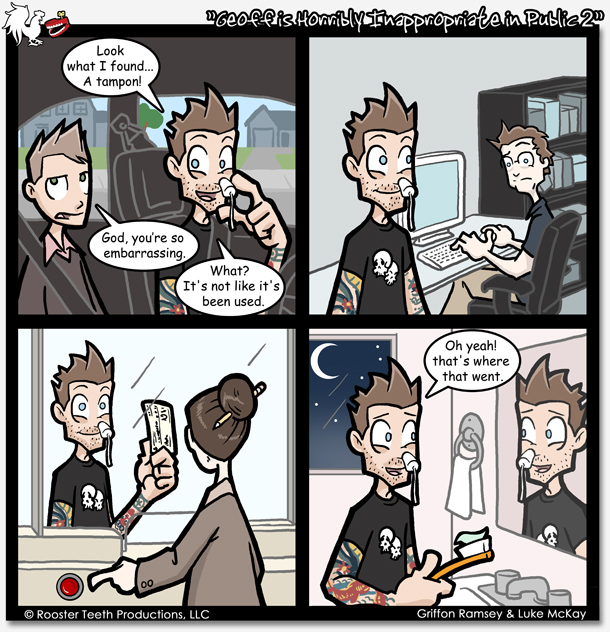 "Geoff is Horribly Inappropriate in Public 2"
Look
what I found...
A tampon!
God, you're so
embarrassing.
What?
It's not like it's
been used.
Oh yeah!
that's where
that went.
© Rooster Teeth Productions, LLC
Griffon Ramsey & Luke McKay